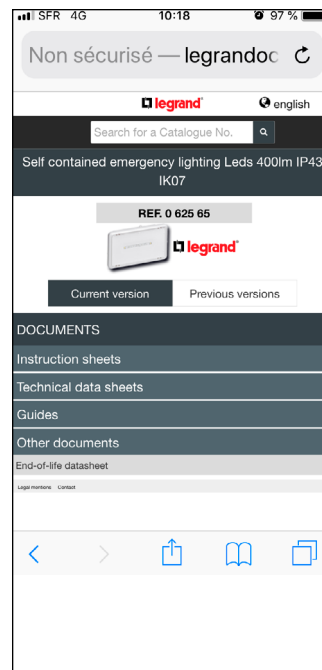 SFR 4G 10:18 97 %
Non sécurisé — legrandoc
legrand english
Search for a Catalogue No.
Self contained emergency lighting Leds 400lm IP43
IK07
REF. 0 625 65
legrand
Current version Previous versions
DOCUMENTS
Instruction sheets
Technical data sheets
Guides
Other documents
End-of-life datasheet
Legal mentions Contact